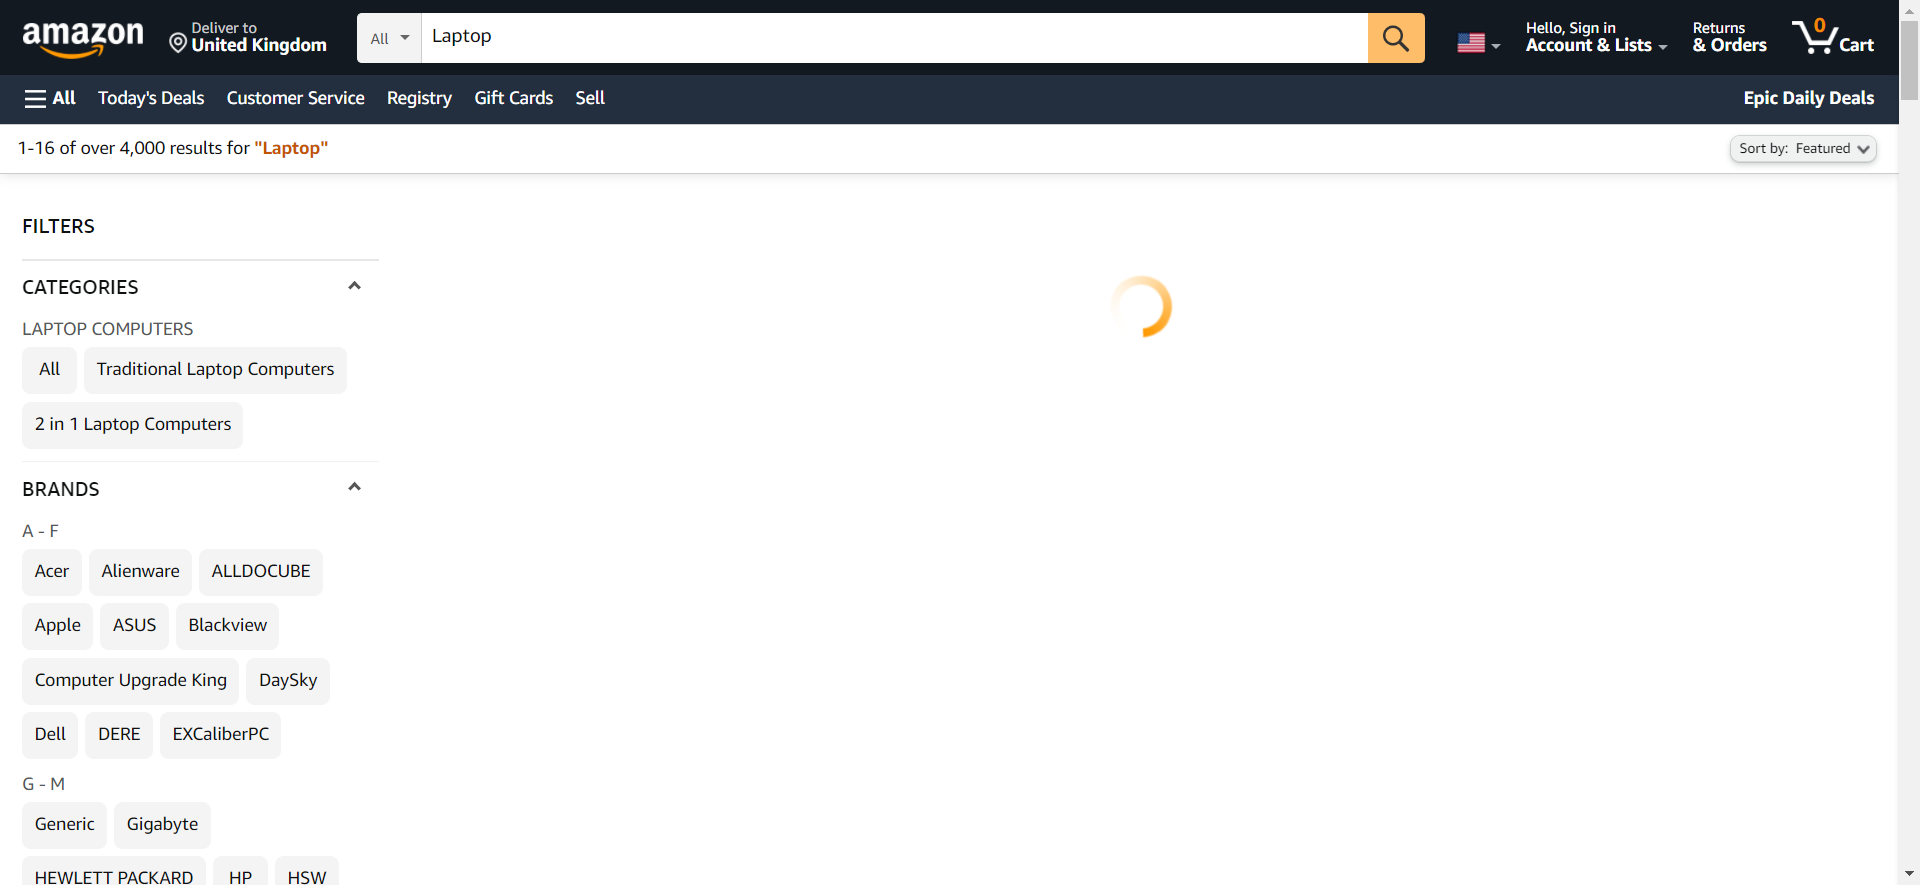 amazon
Deliver to
United Kingdom
All
Laptop
Hello, Sign in
Account & Lists
Returns
& Orders
0
Cart
All
Today's Deals
Customer Service
Registry
Gift Cards
Sell
Epic Daily Deals
1-16 of over 4,000 results for "Laptop"
Sort by: Featured
FILTERS
CATEGORIES
LAPTOP COMPUTERS
All
Traditional Laptop Computers
2 in 1 Laptop Computers
BRANDS
A - F
Acer
Alienware
ALLDOCUBE
Apple
ASUS
Blackview
Computer Upgrade King
DaySky
Dell
DERE
EXCaliberPC
G - M
Generic
Gigabyte
HEWLETT PACKARD
HP
HSW